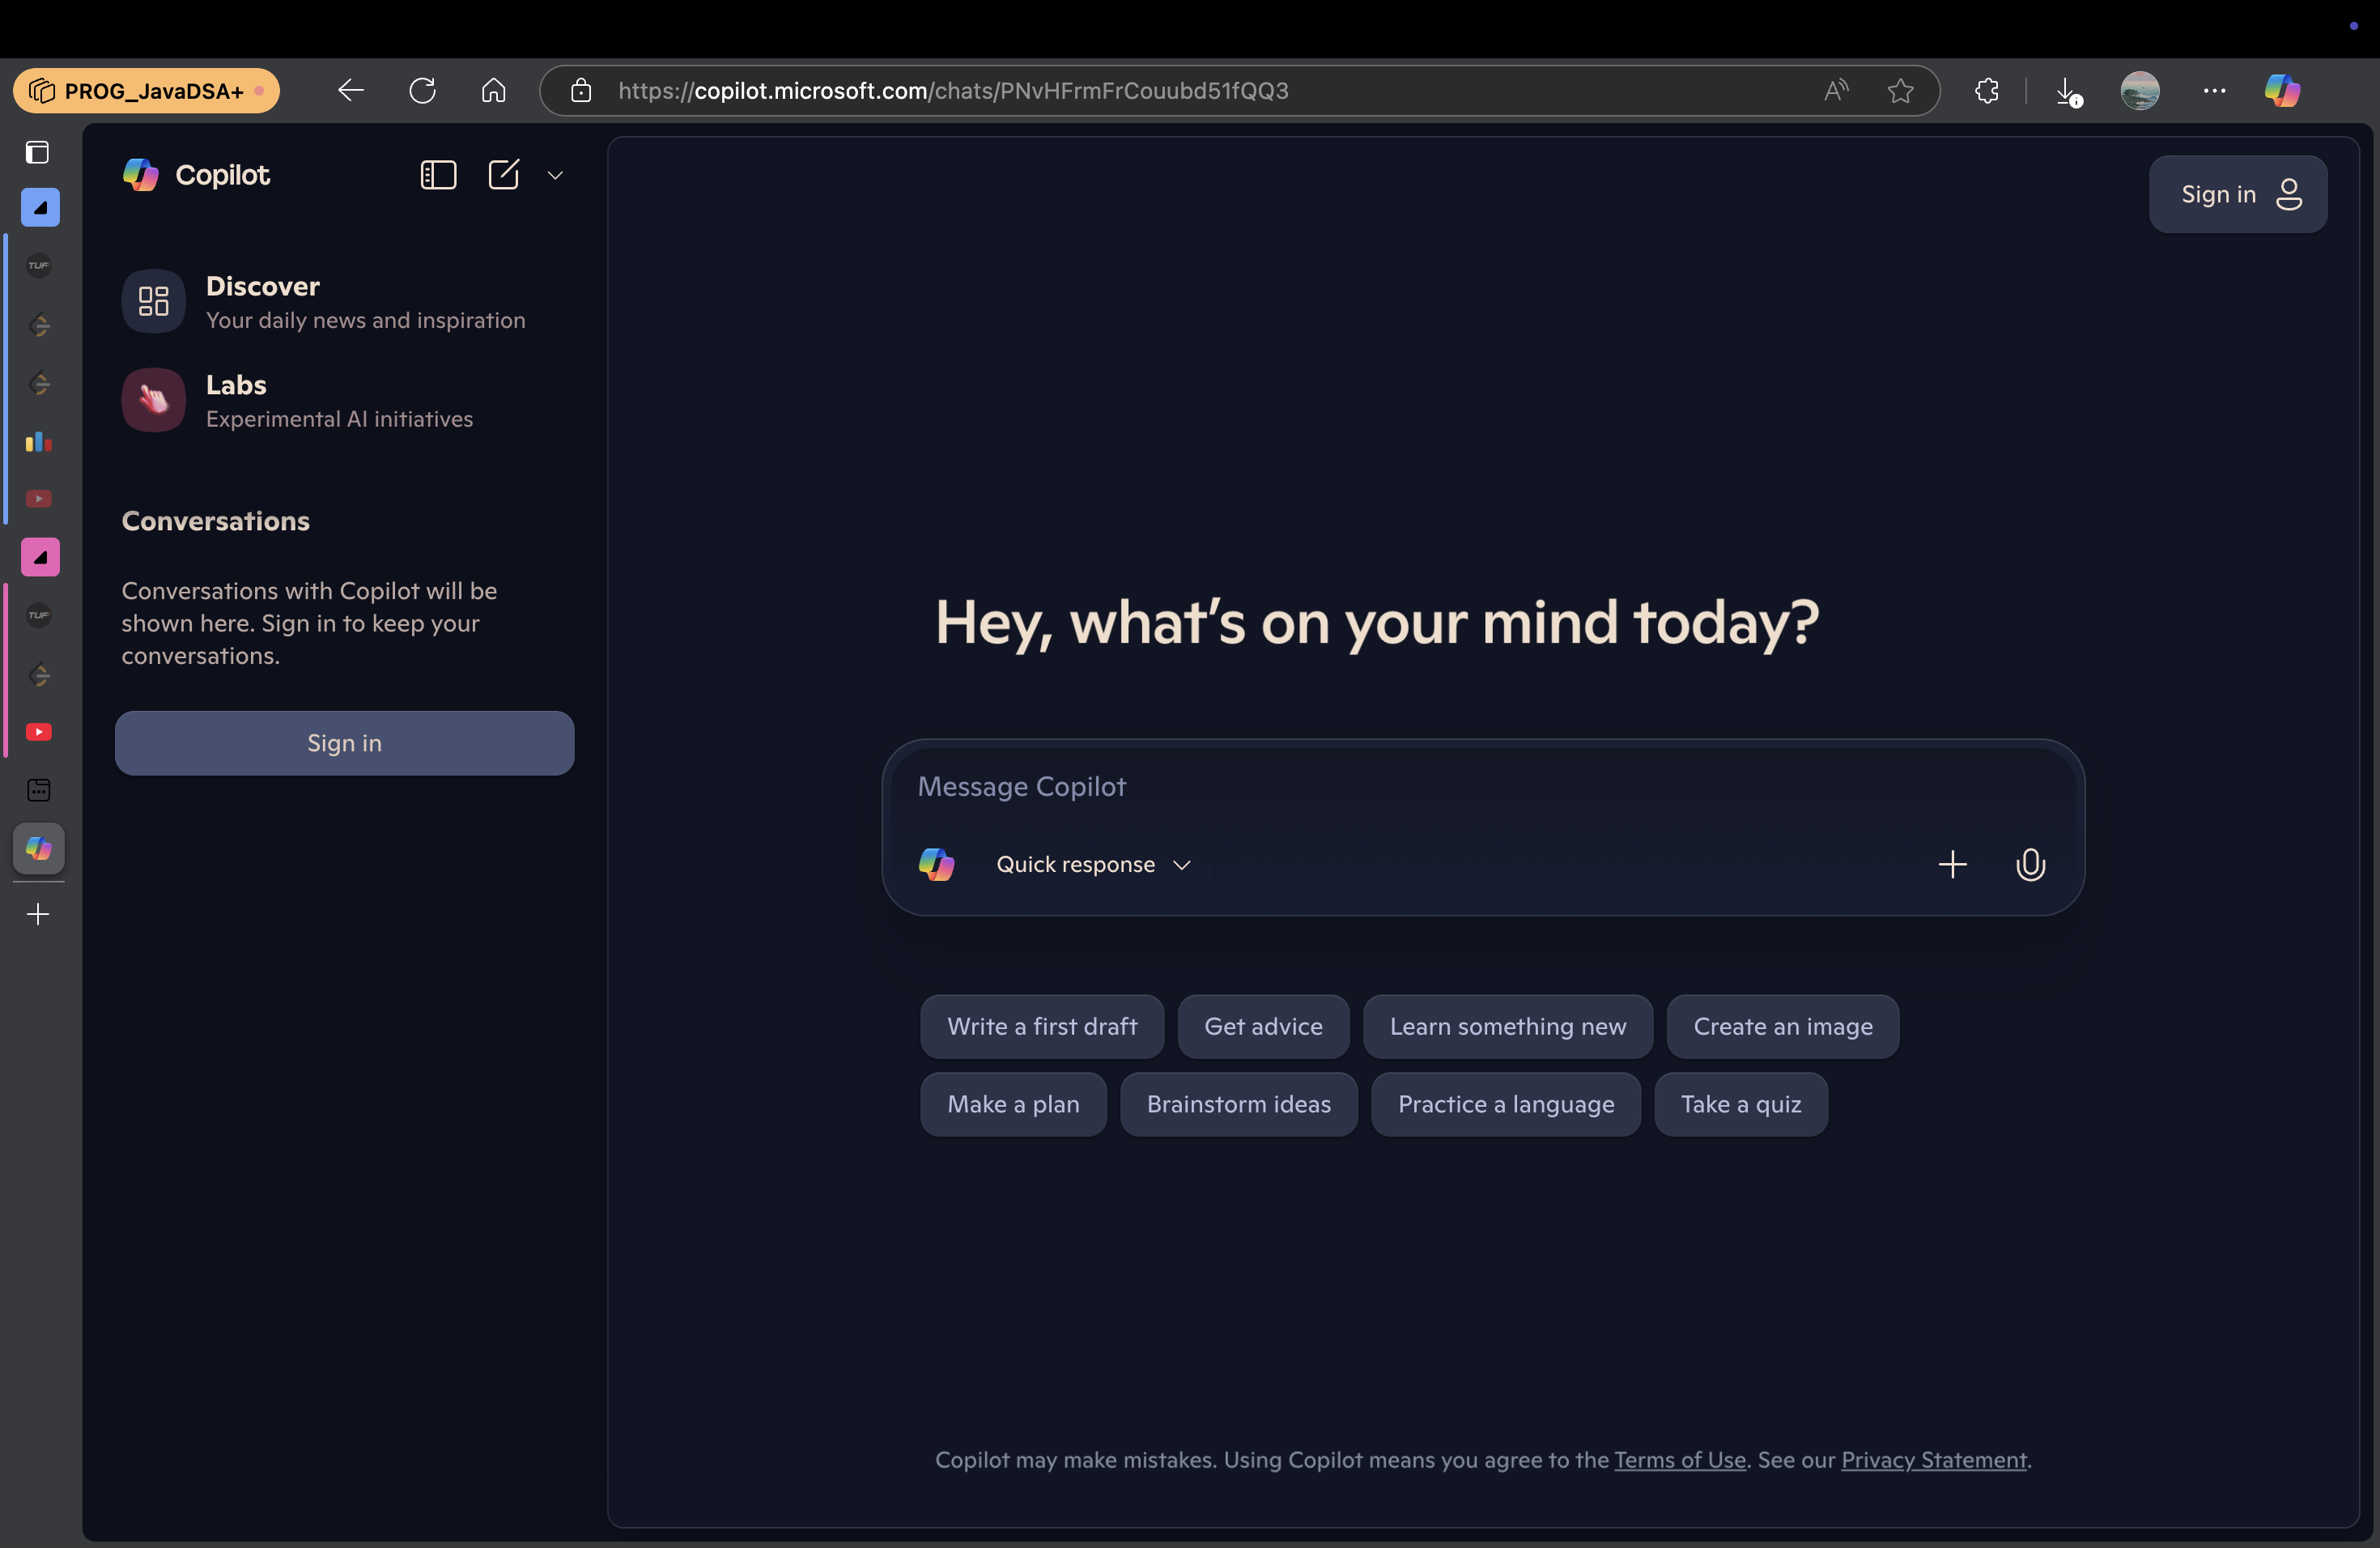 PROG_JavaDSA+
https://copilot.microsoft.com/chats/PNvHFrmFrCouubd51fQQ3
Copilot
Sign in
Discover
Your daily news and inspiration
Labs
Experimental AI initiatives
Conversations
Conversations with Copilot will be
shown here. Sign in to keep your
conversations.
Sign in
Hey, what's on your mind today?
Message Copilot
Quick response
Write a first draft
Get advice
Learn something new
Create an image
Make a plan
Brainstorm ideas
Practice a language
Take a quiz
Copilot may make mistakes. Using Copilot means you agree to the Terms of Use. See our Privacy Statement.
TUF
TUF